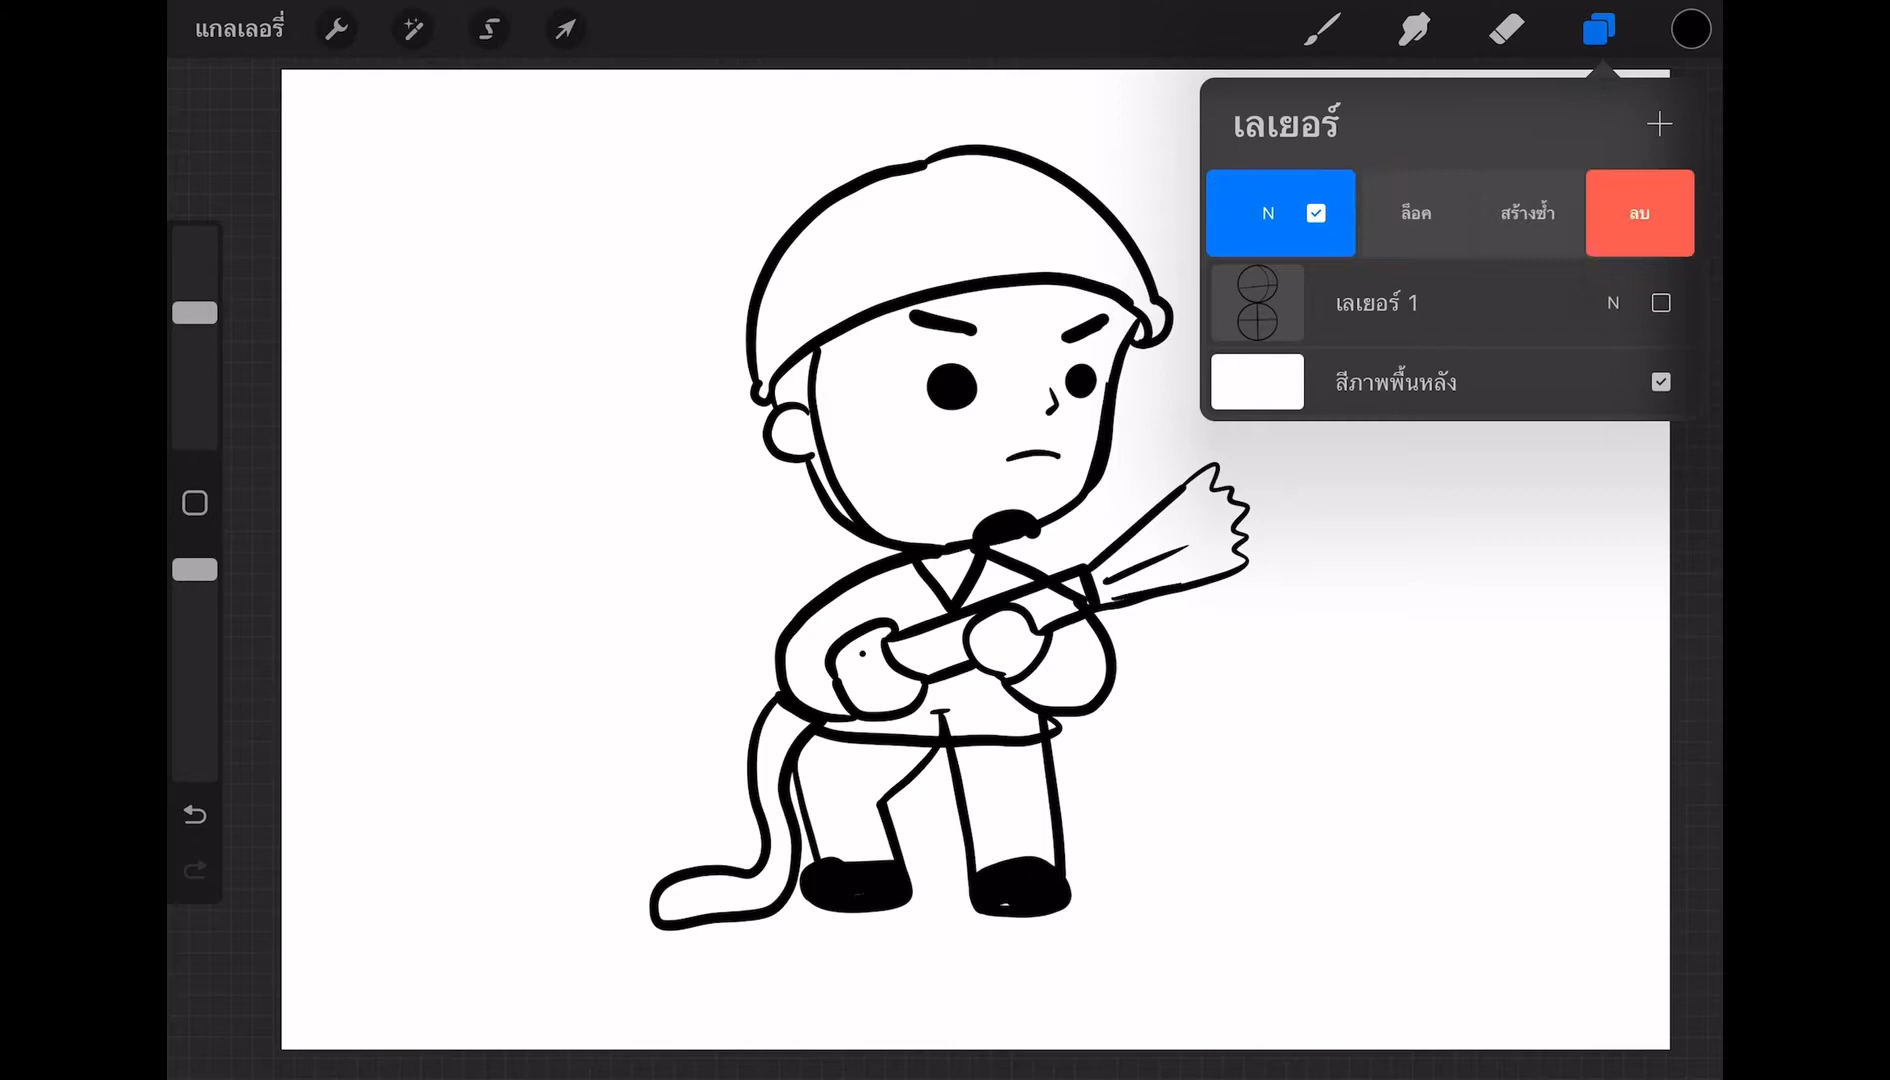 แกลเลอรี่
เลเยอร์
N ล็อค สร้างซ้ำ ลบ
เลเยอร์ 1 N
สีภาพพื้นหลัง